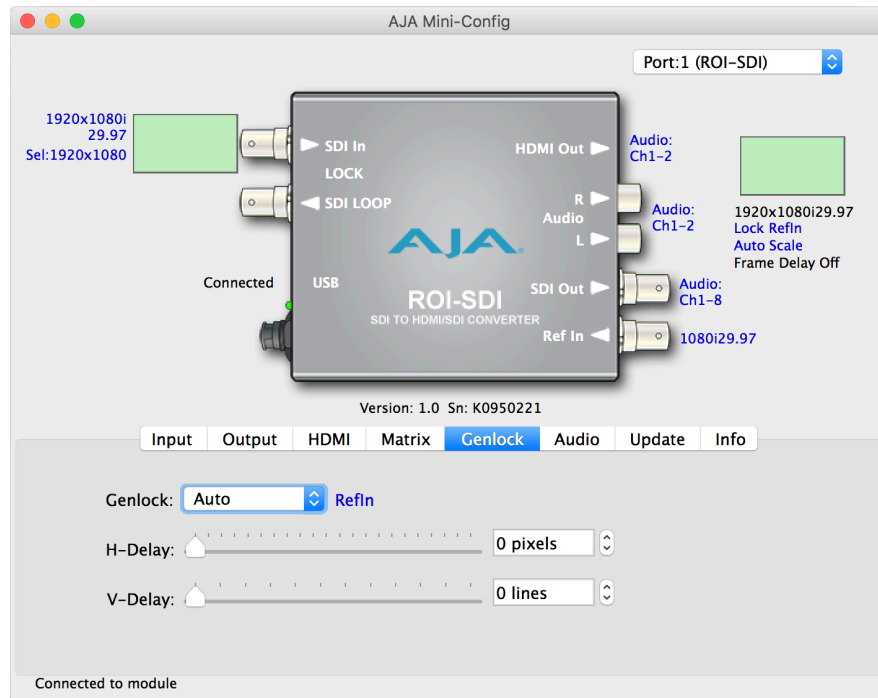 AJA Mini-Config
Port:1 (ROI-SDI)
1920x1080i
29.97
Sel:1920x1080
SDI In
LOCK
SDI LOOP
HDMI Out
R
Audio
L
AJA.
Connected
USB
SDI Out
ROI-SDI
SDI TO HDMI/SDI CONVERTER
Ref In
Audio:
Ch1-2
Audio:
Ch1-2
Audio:
Ch1-8
1080i29.97
1920x1080i29.97
Lock RefIn
Auto Scale
Frame Delay Off
Version: 1.0 Sn: K0950221
Input Output HDMI Matrix Genlock Audio Update Info
Genlock: Auto RefIn
H-Delay: 0 pixels
V-Delay: 0 lines
Connected to module